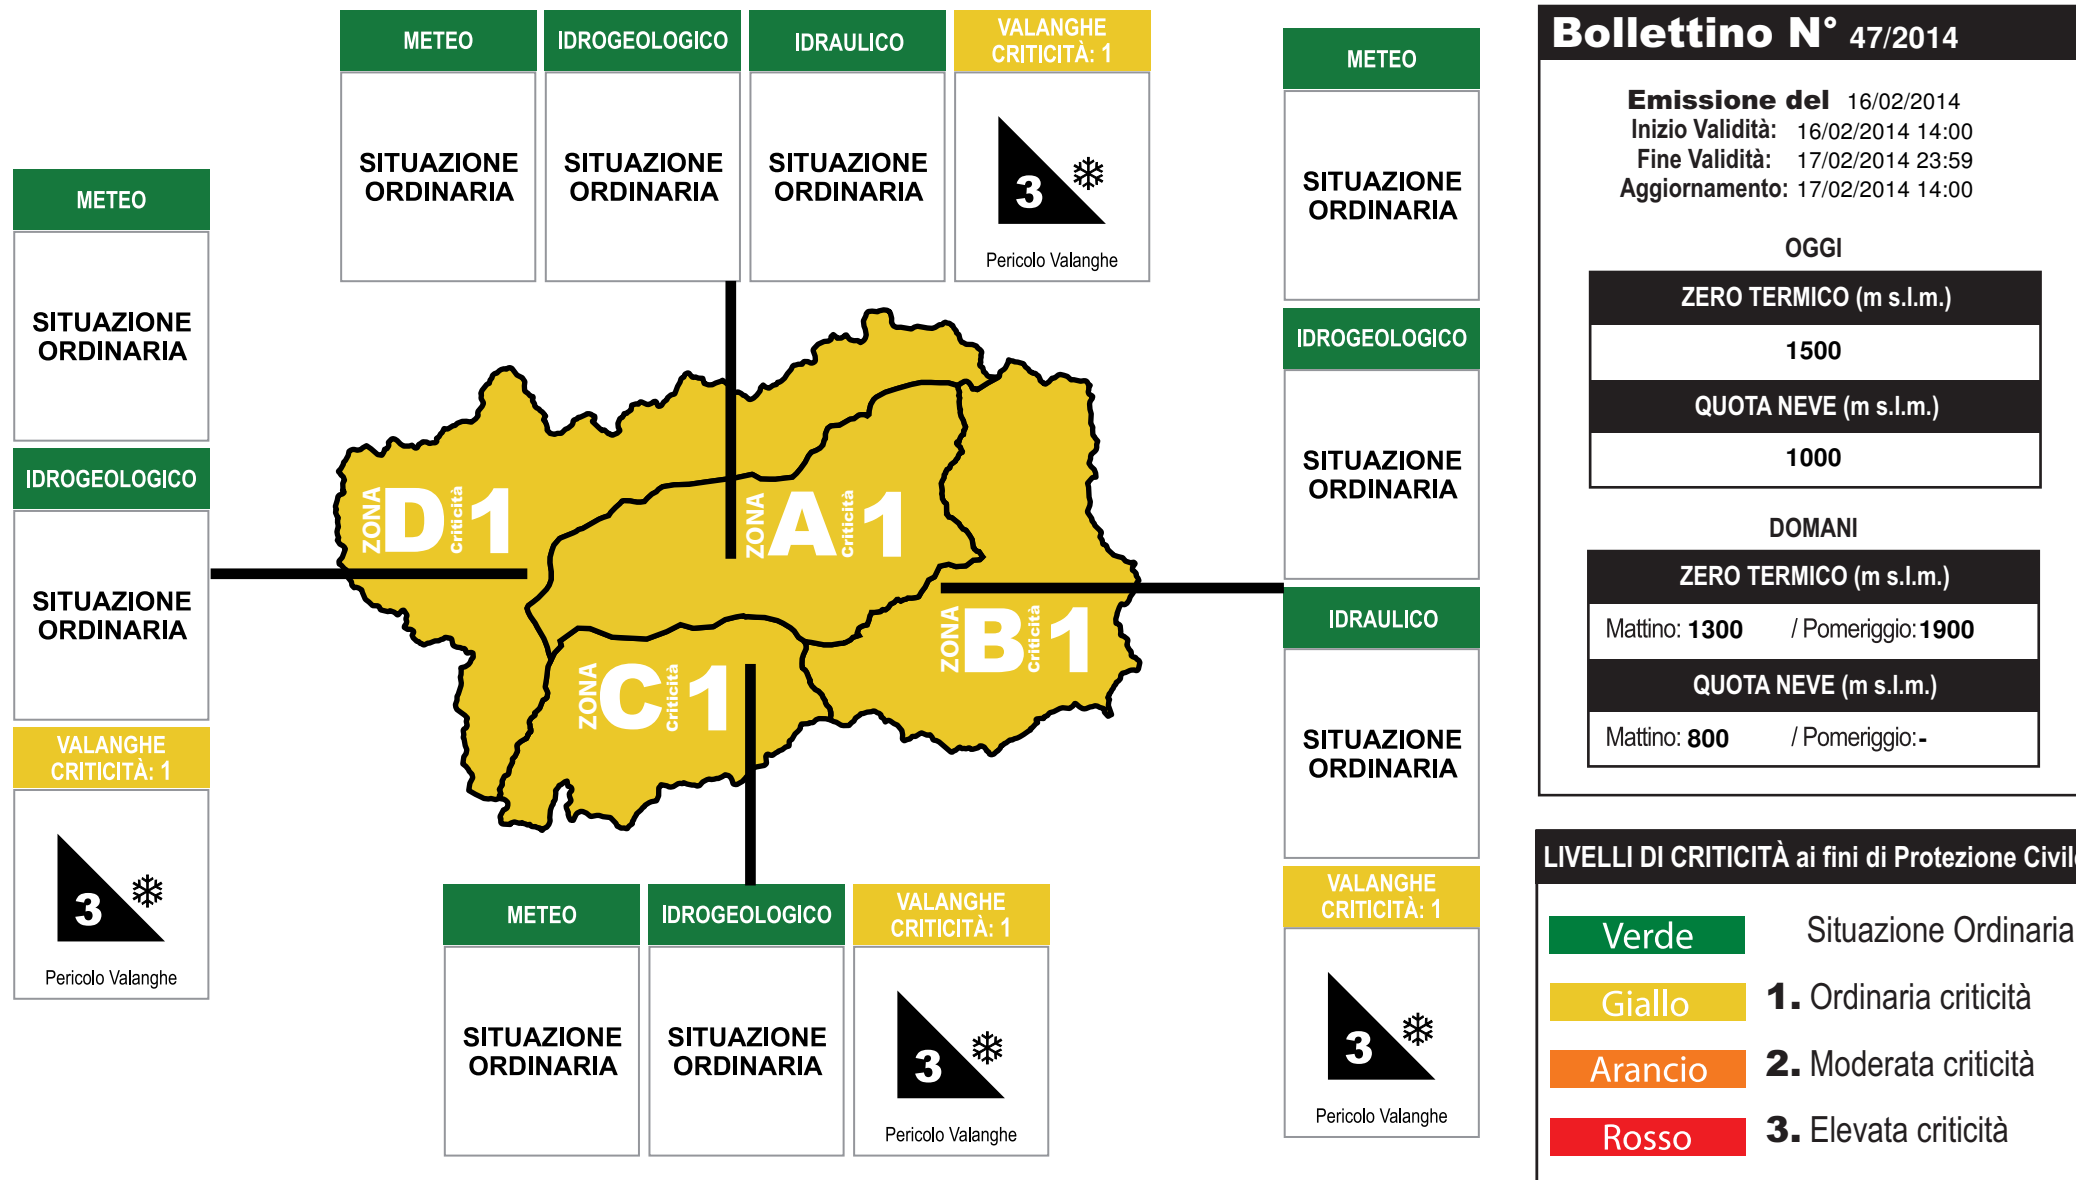 METEO
SITUAZIONE
ORDINARIA
IDROGEOLOGICO
SITUAZIONE
ORDINARIA
IDRAULICO
SITUAZIONE
ORDINARIA
VALANGHE
CRITICITÀ: 1
3
Pericolo Valanghe
METEO
SITUAZIONE
ORDINARIA
IDROGEOLOGICO
SITUAZIONE
ORDINARIA
VALANGHE
CRITICITÀ: 1
3
Pericolo Valanghe
ZONA D Criticità 1
ZONA A Criticità 1
ZONA B Criticità 1
ZONA C Criticità 1
METEO
SITUAZIONE
ORDINARIA
IDROGEOLOGICO
SITUAZIONE
ORDINARIA
VALANGHE
CRITICITÀ: 1
3
Pericolo Valanghe
METEO
SITUAZIONE
ORDINARIA
IDROGEOLOGICO
SITUAZIONE
ORDINARIA
IDRAULICO
SITUAZIONE
ORDINARIA
VALANGHE
CRITICITÀ: 1
3
Pericolo Valanghe
Bollettino N° 47/2014
Emissione del 16/02/2014
Inizio Validità: 16/02/2014 14:00
Fine Validità: 17/02/2014 23:59
Aggiornamento: 17/02/2014 14:00
OGGI
ZERO TERMICO (m s.l.m.)
1500
QUOTA NEVE (m s.l.m.)
1000
DOMANI
ZERO TERMICO (m s.l.m.)
Mattino: 1300 / Pomeriggio: 1900
QUOTA NEVE (m s.l.m.)
Mattino: 800 / Pomeriggio: -
LIVELLI DI CRITICITÀ ai fini di Protezione Civile
Verde Situazione Ordinaria
Giallo 1. Ordinaria criticità
Arancio 2. Moderata criticità
Rosso 3. Elevata criticità